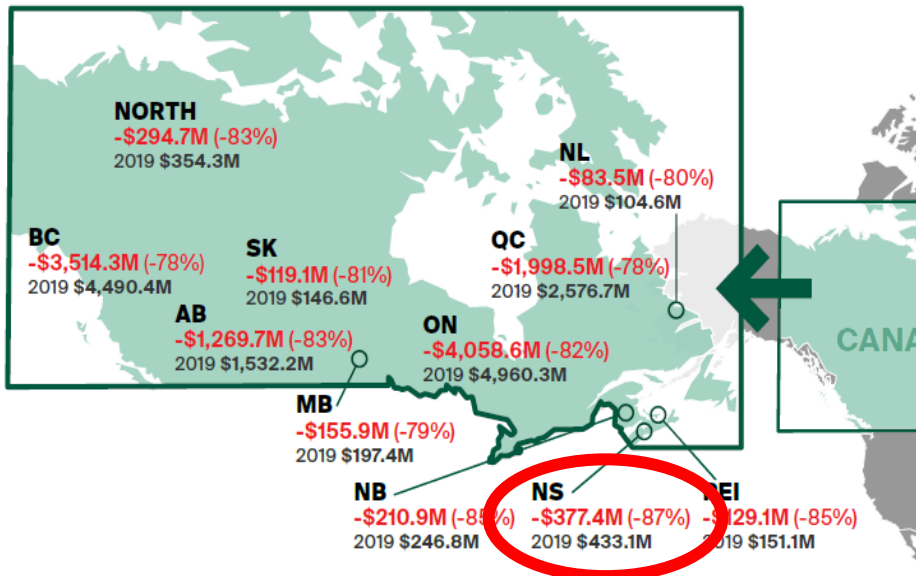 NORTH
-$294.7M (-83%)
2019 $354.3M
NL
-$83.5M (-80%)
2019 $104.6M
BC
-$3,514.3M (-78%)
2019 $4,490.4M
SK
-$119.1M (-81%)
2019 $146.6M
QC
-$1,998.5M (-78%)
2019 $2,576.7M
AB
-$1,269.7M (-83%)
2019 $1,532.2M
ON
-$4,058.6M (-82%)
2019 $4,960.3M
CANA
MB
-$155.9M (-79%)
2019 $197.4M
NB
-$210.9M (-85%)
2019 $246.8M
NS
-$377.4M (-87%)
2019 $433.1M
PEI
-$129.1M (-85%)
2019 $151.1M